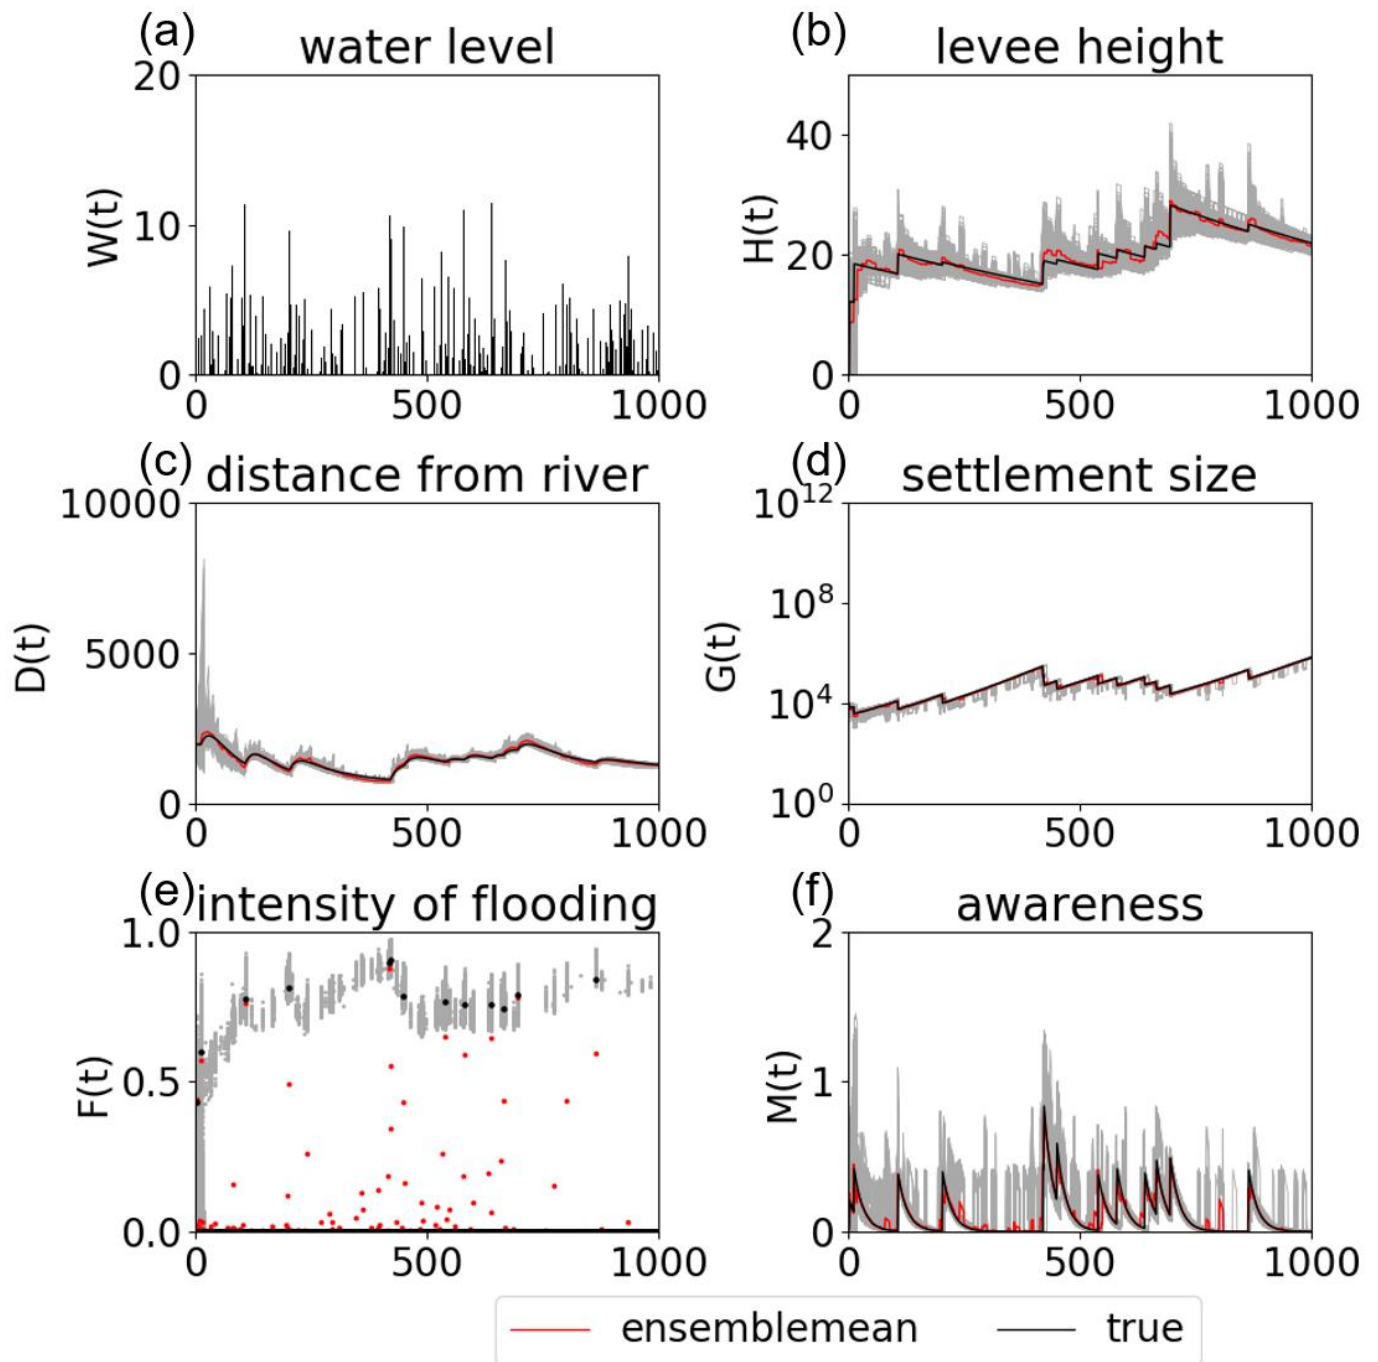 (a) water level
W(t)
20
10
0
0 500 1000
(b) levee height
H(t)
40
20
0
0 500 1000
(c) distance from river
D(t)
10000
5000
0
0 500 1000
(d) settlement size
G(t)
10^12
10^8
10^4
10^0
0 500 1000
(e) intensity of flooding
F(t)
1.0
0.5
0.0
0 500 1000
(f) awareness
M(t)
2
1
0
0 500 1000
ensemblemean true